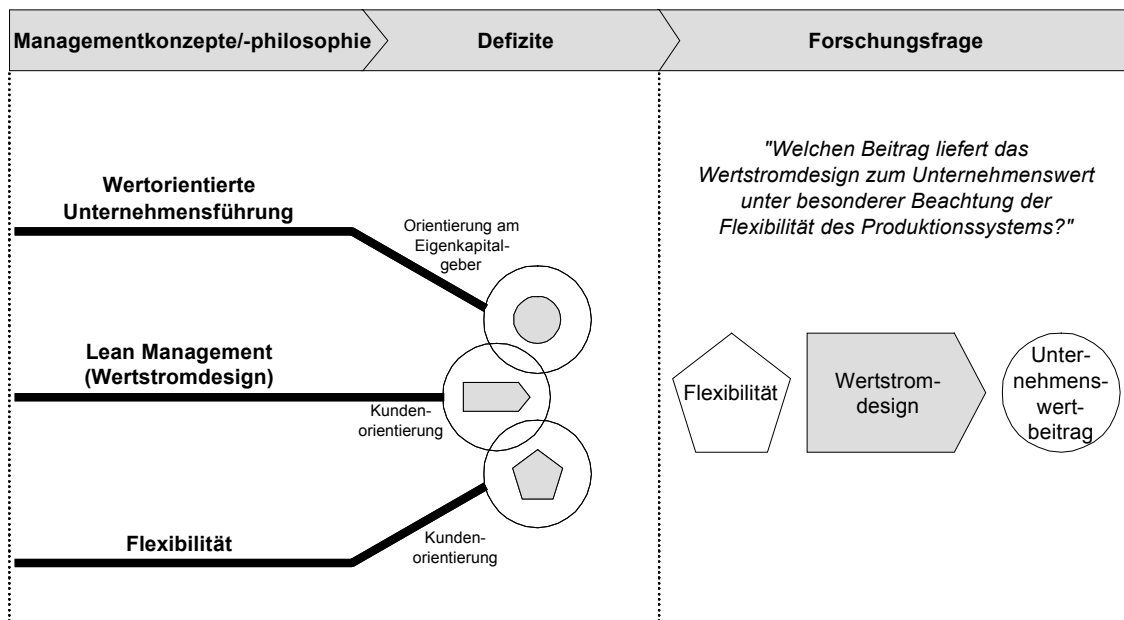 Managementkonzepte/-philosophie
Defizite
Forschungsfrage
"Welchen Beitrag liefert das
Wertstromdesign zum Unternehmenswert
unter besonderer Beachtung der
Flexibilität des Produktionssystems?"
Wertorientierte
Unternehmensführung
Orientierung am
Eigenkapital-
geber
Lean Management
(Wertstromdesign)
Kunden-
orientierung
Flexibilität
Kunden-
orientierung
Flexibilität
Wertstrom-
design
Unter-
nehmens-
wert-
beitrag